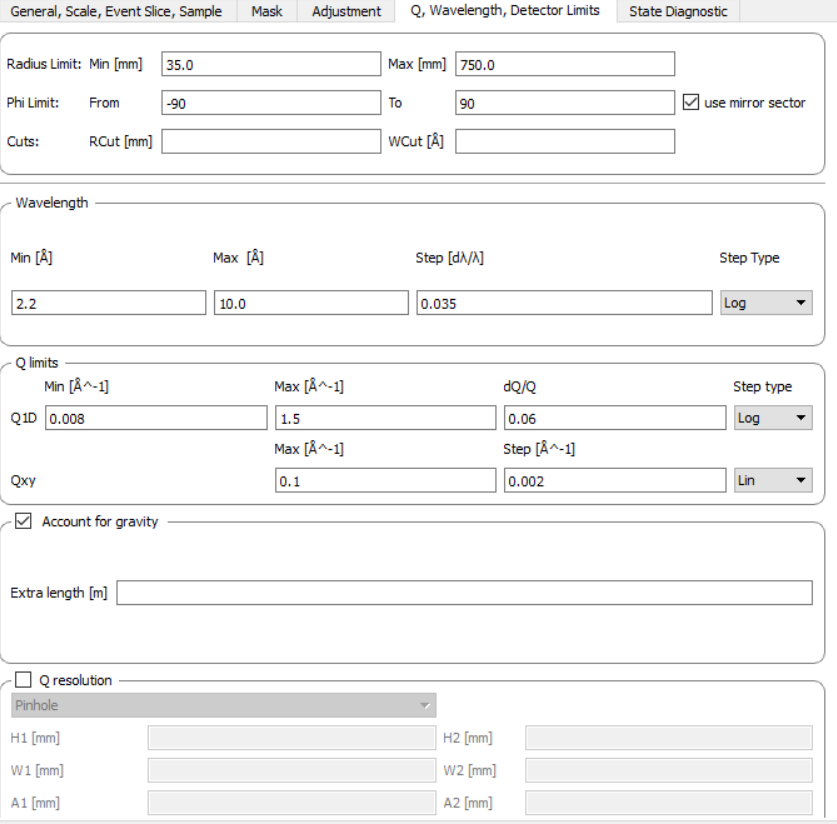 General, Scale, Event Slice, Sample Mask Adjustment Q, Wavelength, Detector Limits State Diagnostic
Radius Limit: Min [mm] 35.0 Max [mm] 750.0
Phi Limit: From -90 To 90 use mirror sector
Cuts: RCut [mm] WCut [Å]
Wavelength
Min [Å] Max [Å] Step [dλ/λ] Step Type
2.2 10.0 0.035 Log
Q limits
Min [Å^-1] Max [Å^-1] dQ/Q Step type
Q1D 0.008 1.5 0.06 Log
Max [Å^-1] Step [Å^-1]
Qxy 0.1 0.002 Lin
Account for gravity
Extra length [m]
Q resolution
Pinhole
H1 [mm] H2 [mm]
W1 [mm] W2 [mm]
A1 [mm] A2 [mm]